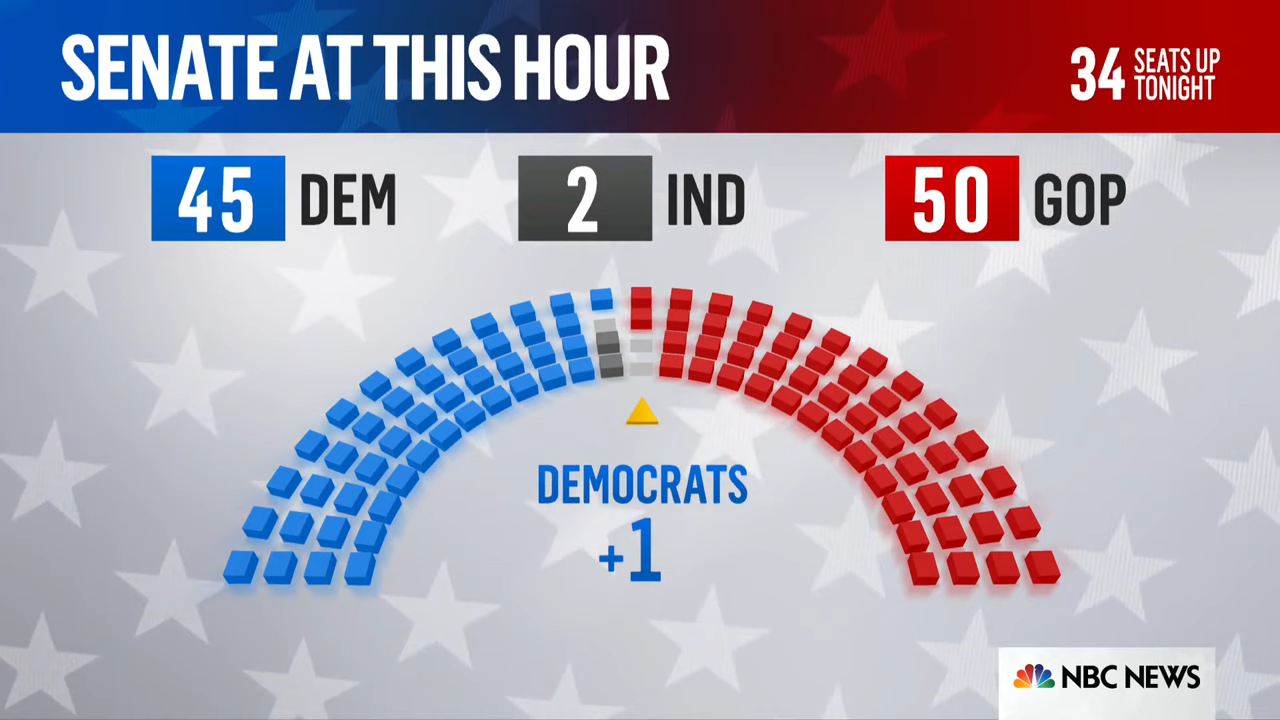 SENATE AT THIS HOUR
34 SEATS UP
TONIGHT
45 DEM
2 IND
50 GOP
DEMOCRATS
+1
NBC NEWS